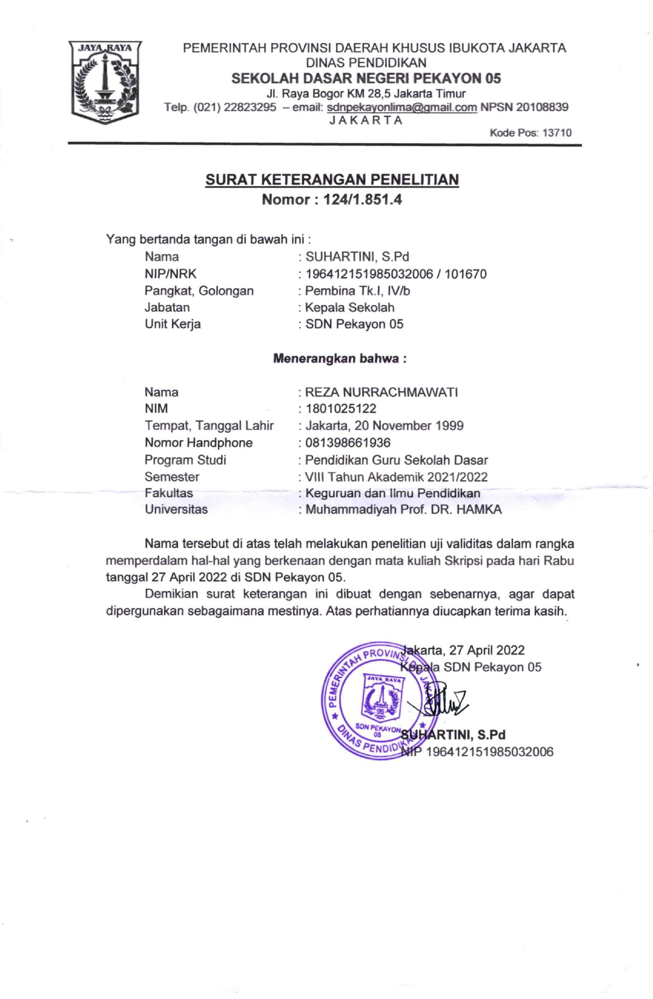 JAYA RAYA
PEMERINTAH PROVINSI DAERAH KHUSUS IBUKOTA JAKARTA
DINAS PENDIDIKAN
SEKOLAH DASAR NEGERI PEKAYON 05
Jl. Raya Bogor KM 28,5 Jakarta Timur
Telp. (021) 22823295 – email: sdnpekayonlima@gmail.com NPSN 20108839
JAKARTA
Kode Pos: 13710
SURAT KETERANGAN PENELITIAN
Nomor : 124/1.851.4
Yang bertanda tangan di bawah ini :
Nama : SUHARTINI, S.Pd
NIP/NRK : 196412151985032006 / 101670
Pangkat, Golongan : Pembina Tk.I, IV/b
Jabatan : Kepala Sekolah
Unit Kerja : SDN Pekayon 05
Menerangkan bahwa :
Nama : REZA NURRACHMAWATI
NIM : 1801025122
Tempat, Tanggal Lahir : Jakarta, 20 November 1999
Nomor Handphone : 081398661936
Program Studi : Pendidikan Guru Sekolah Dasar
Semester : VIII Tahun Akademik 2021/2022
Fakultas : Keguruan dan Ilmu Pendidikan
Universitas : Muhammadiyah Prof. DR. HAMKA
Nama tersebut di atas telah melakukan penelitian uji validitas dalam rangka
memperdalam hal-hal yang berkenaan dengan mata kuliah Skripsi pada hari Rabu
tanggal 27 April 2022 di SDN Pekayon 05.
Demikian surat keterangan ini dibuat dengan sebenarnya, agar dapat
dipergunakan sebagaimana mestinya. Atas perhatiannya diucapkan terima kasih.
Jakarta, 27 April 2022
Kepala SDN Pekayon 05
PEMERINTAH PROVINSI DKI JAKARTA
JAYA RAYA
SDN PEKAYON
05
DINAS PENDIDIKAN
SUHARTINI, S.Pd
NIP 196412151985032006